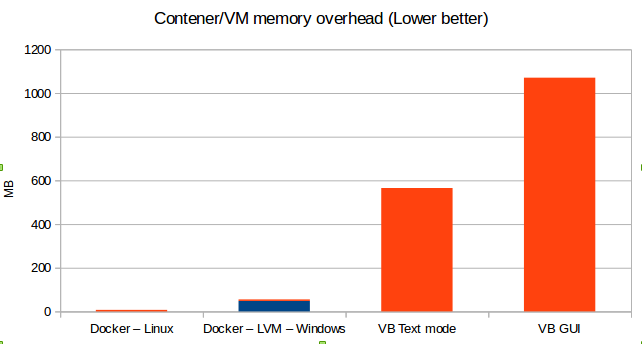 Contener/VM memory overhead (Lower better)
1200
1000
800
600
400
200
0
MB
Docker – Linux
Docker – LVM – Windows
VB Text mode
VB GUI